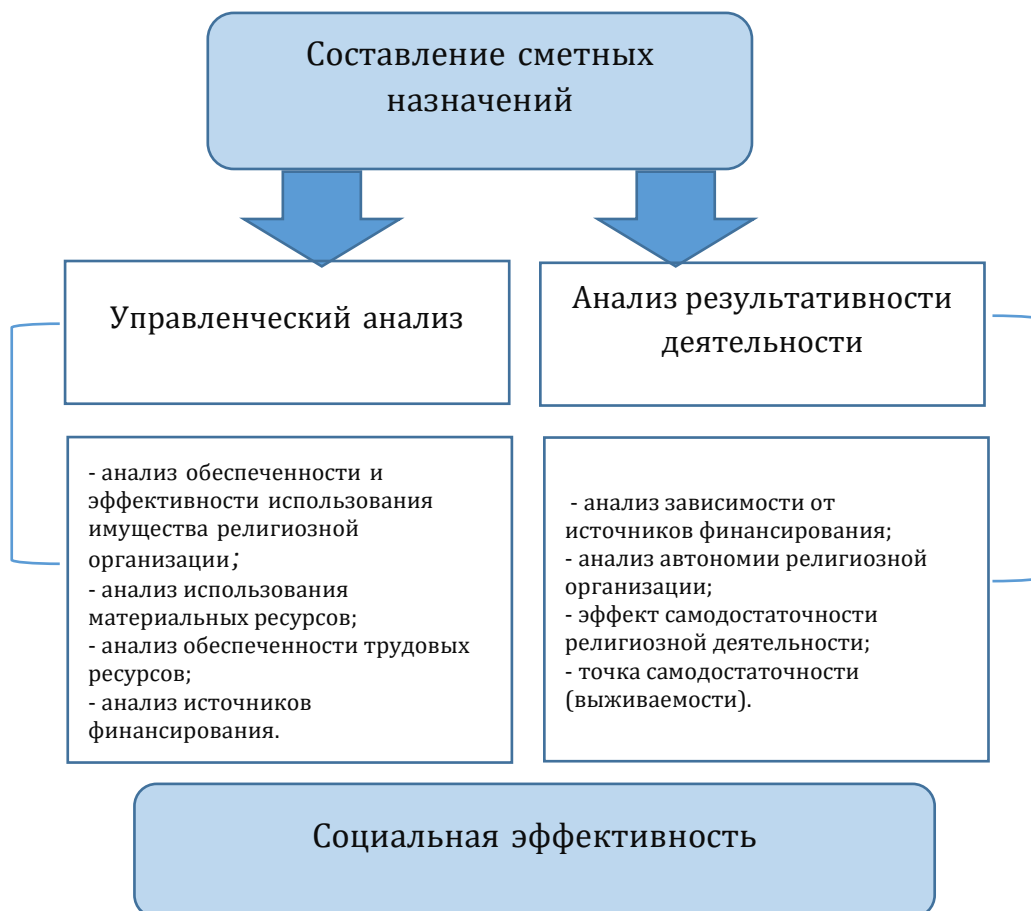 Составление сметных
назначений
Управленческий анализ
Анализ результативности
деятельности
- анализ обеспеченности и
эффективности использования
имущества религиозной
организации;
- анализ использования
материальных ресурсов;
- анализ обеспеченности трудовых
ресурсов;
- анализ источников
финансирования.
- анализ зависимости от
источников финансирования;
- анализ автономии религиозной
организации;
- эффект самодостаточности
религиозной деятельности;
- точка самодостаточности
(выживаемости).
Социальная эффективность